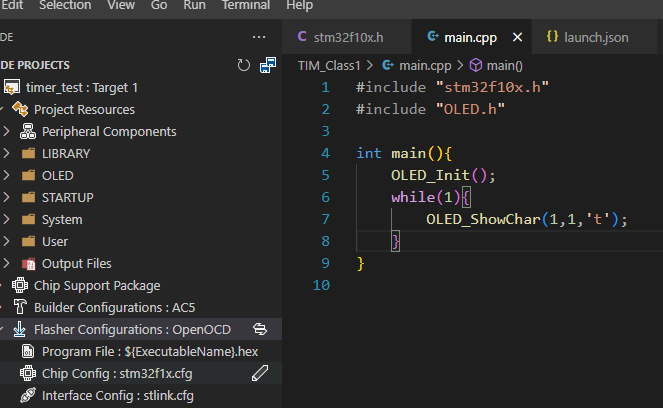 Edit Selection View Go Run Terminal Help
DE
stm32f10x.h main.cpp launch.json
DE PROJECTS
TIM_Class1 > main.cpp > main()
timer_test : Target 1
Project Resources
Peripheral Components
LIBRARY
OLED
STARTUP
System
User
Output Files
Chip Support Package
Builder Configurations : AC5
Flasher Configurations : OpenOCD
Program File : ${ExecutableName}.hex
Chip Config : stm32f1x.cfg
Interface Config : stlink.cfg
1 #include "stm32f10x.h"
2 #include "OLED.h"
3
4 int main(){
5 OLED_Init();
6 while(1){
7 OLED_ShowChar(1,1,'t');
8 }
9 }
10